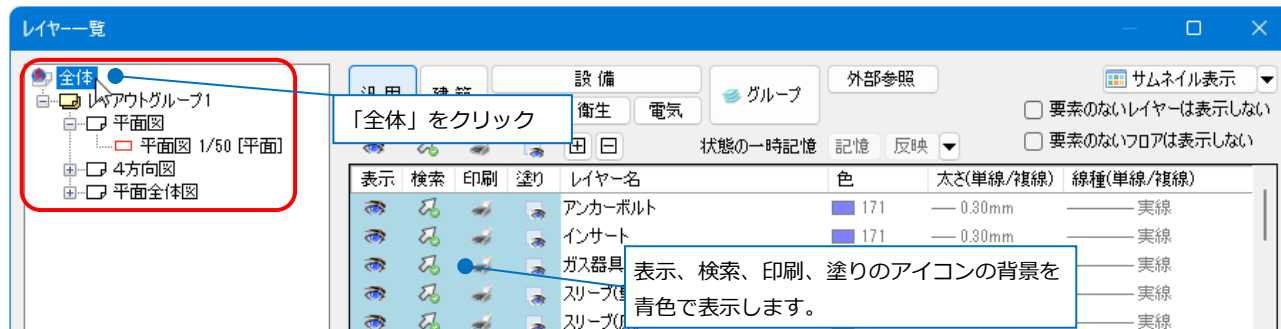 レイヤー一覧
全体
レイアウトグループ1
平面図
平面図 1/50 [平面]
4方向図
平面全体図
「全体」をクリック
汎用
建築
設備
衛生
電気
グループ
外部参照
サムネイル表示
要素のないレイヤーは表示しない
要素のないフロアは表示しない
状態の一時記憶 記憶 反映
表示 検索 印刷 塗り レイヤー名 色 太さ(単線/複線) 線種(単線/複線)
アンカーボルト 171 0.30mm 実線
インサート 171 0.30mm 実線
ガス器具 実線
スリーブ( 実線
スリーブ( 実線
表示、検索、印刷、塗りのアイコンの背景を
青色で表示します。